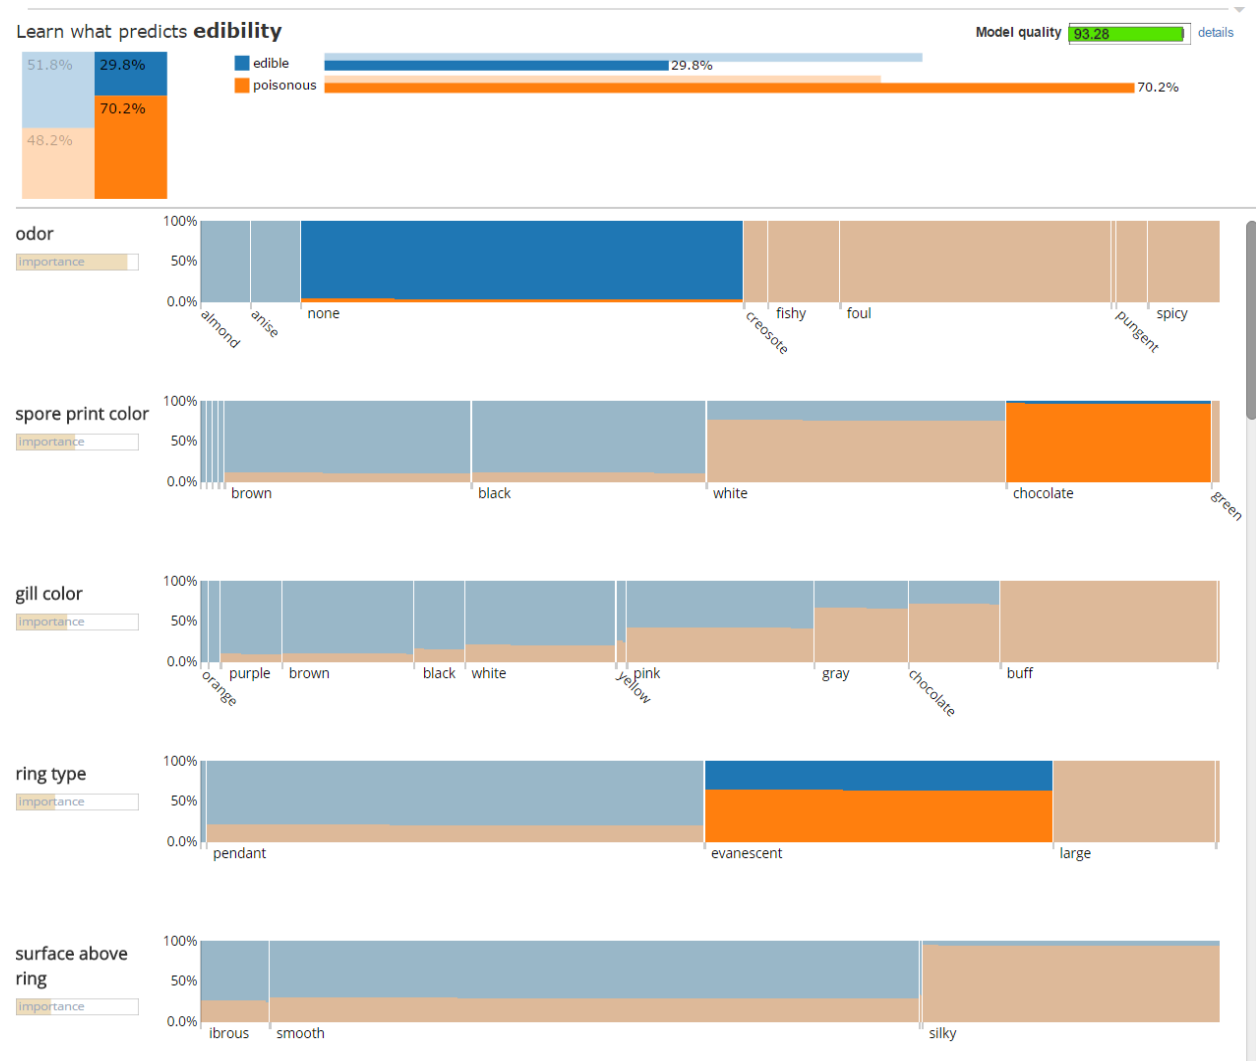 Learn what predicts edibility
Model quality 93.28 details
51.8% 29.8%
70.2%
48.2%
edible 29.8%
poisonous 70.2%
odor
importance
100%
50%
0.0%
almond anise none creosote fishy foul pungent spicy
spore print color
importance
100%
50%
0.0%
brown black white chocolate green
gill color
importance
100%
50%
0.0%
orange purple brown black white yellow pink gray chocolate buff
ring type
importance
100%
50%
0.0%
pendant evanescent large
surface above
ring
importance
100%
50%
0.0%
ibrous smooth silky